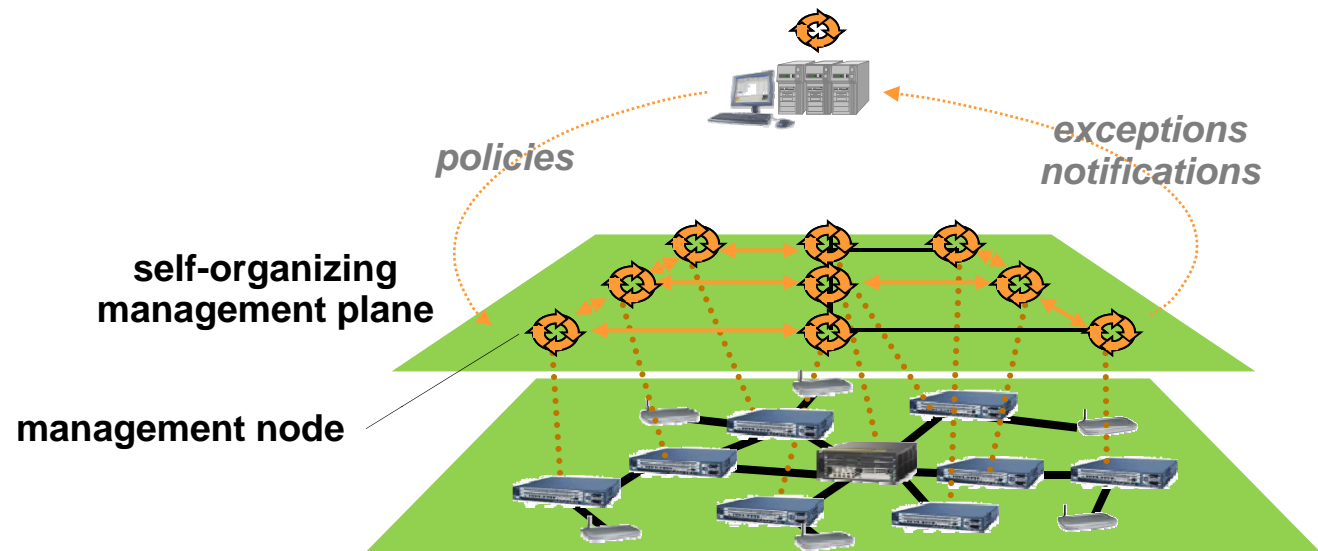 policies
exceptions
notifications
self-organizing
management plane
management node